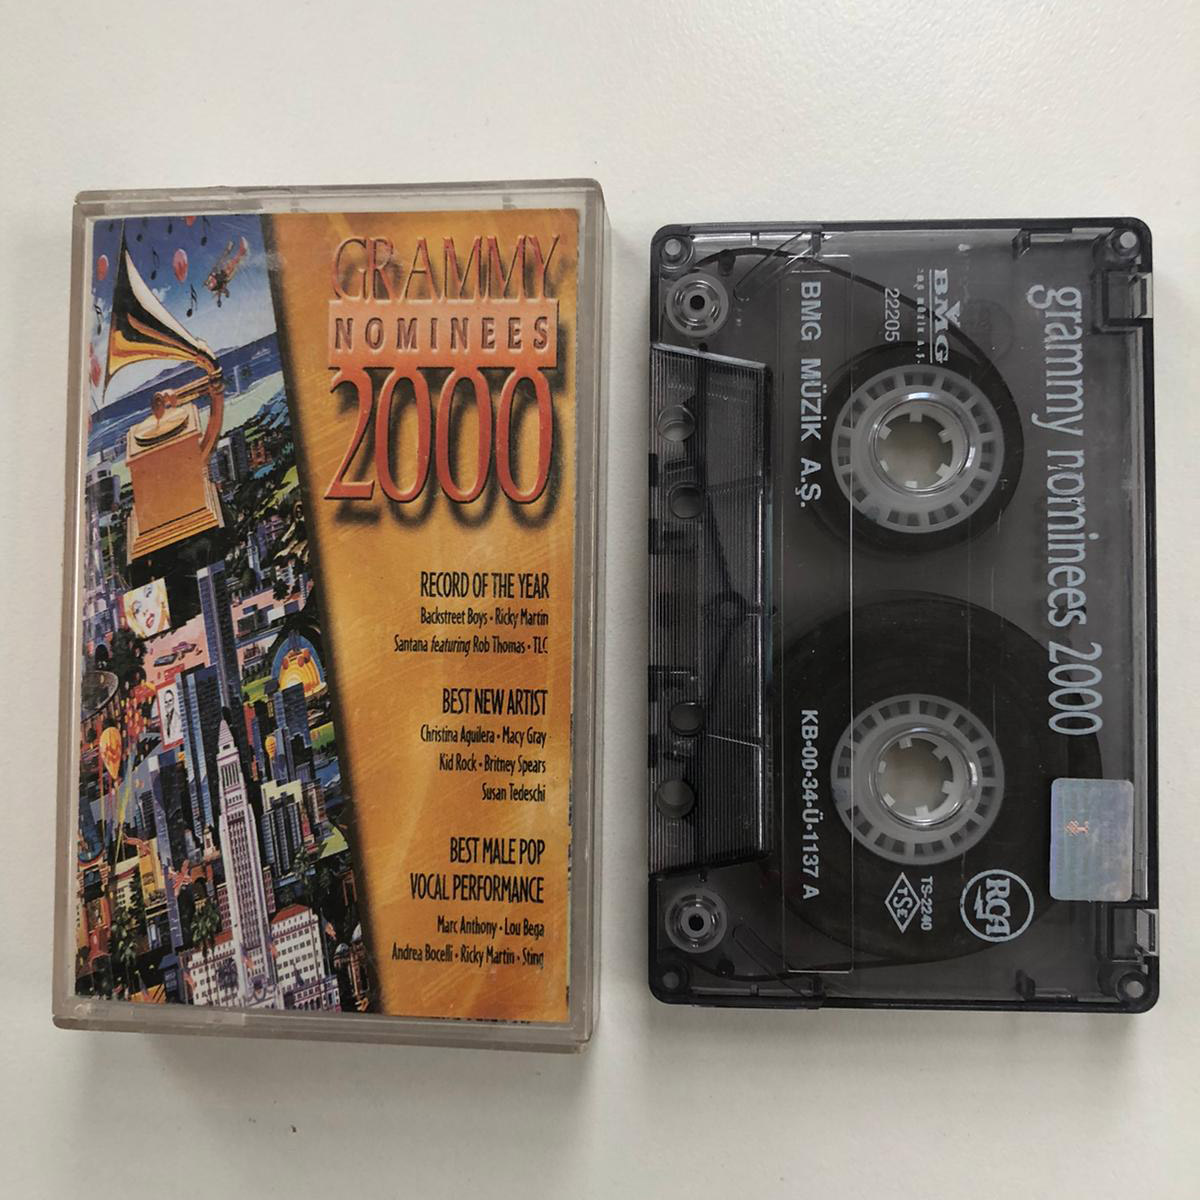 GRAMMY
NOMINEES
2000
RECORD OF THE YEAR
Backstreet Boys • Ricky Martin
Santana featuring Rob Thomas • TLC
BEST NEW ARTIST
Christina Aguilera • Macy Gray
Kid Rock • Britney Spears
Susan Tedeschi
BEST MALE POP
VOCAL PERFORMANCE
Marc Anthony • Lou Bega
Andrea Bocelli • Ricky Martin • Sting
grammy nominees 2000
BMG
müzik a.ş.
22205
BMG MÜZİK A.Ş.
KB•00•34•Ü•1137 A
RCA
TS-2240
TSE